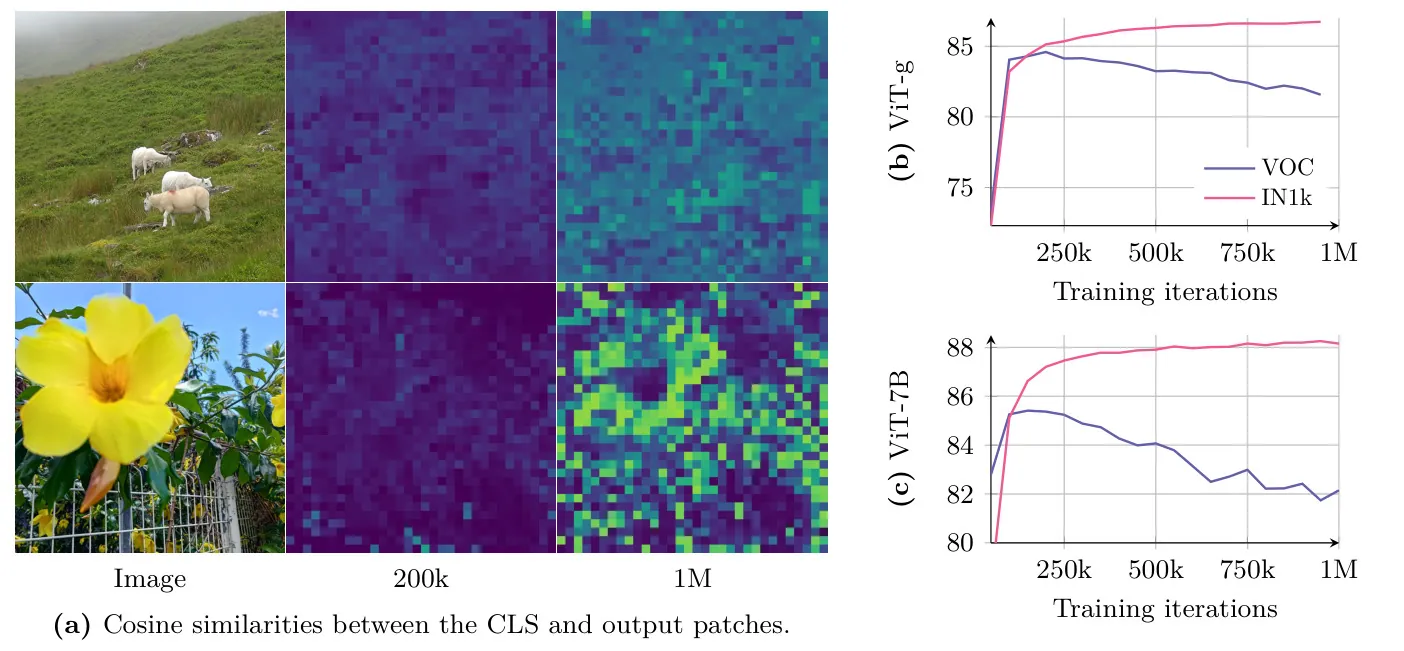 Image
200k
1M
(a) Cosine similarities between the CLS and output patches.
85
80
75
(b) ViT-g
VOC
IN1k
250k 500k 750k 1M
Training iterations
88
86
84
82
80
(c) ViT-7B
250k 500k 750k 1M
Training iterations